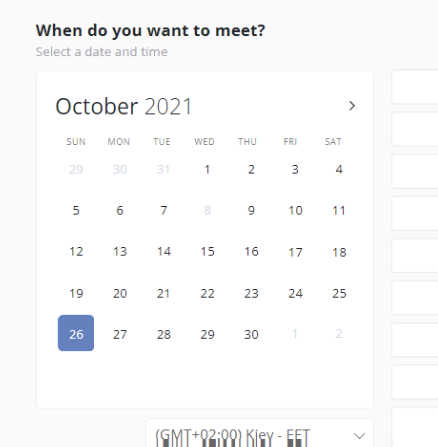 When do you want to meet?
Select a date and time
October 2021 >
SUN MON TUE WED THU FRI SAT
29 30 31 1 2 3 4
5 6 7 8 9 10 11
12 13 14 15 16 17 18
19 20 21 22 23 24 25
26 27 28 29 30 1 2
(GMT+02:00) Kiev - EET